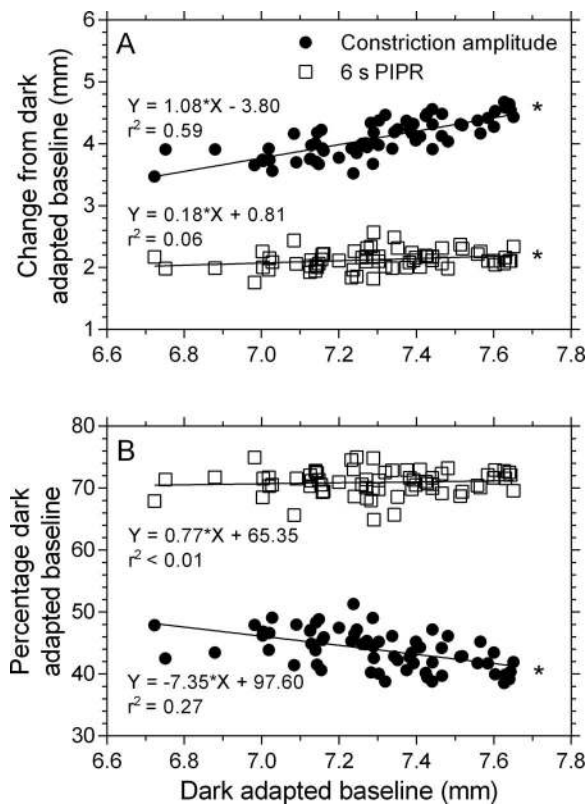 A
● Constriction amplitude
□ 6 s PIPR
Y = 1.08*X - 3.80
r² = 0.59
*
Y = 0.18*X + 0.81
r² = 0.06
*
Change from dark
adapted baseline (mm)
6
5
4
3
2
1
6.6 6.8 7.0 7.2 7.4 7.6 7.8
B
Y = 0.77*X + 65.35
r² < 0.01
Y = -7.35*X + 97.60
r² = 0.27
*
Percentage dark
adapted baseline
80
70
60
50
40
30
6.6 6.8 7.0 7.2 7.4 7.6 7.8
Dark adapted baseline (mm)